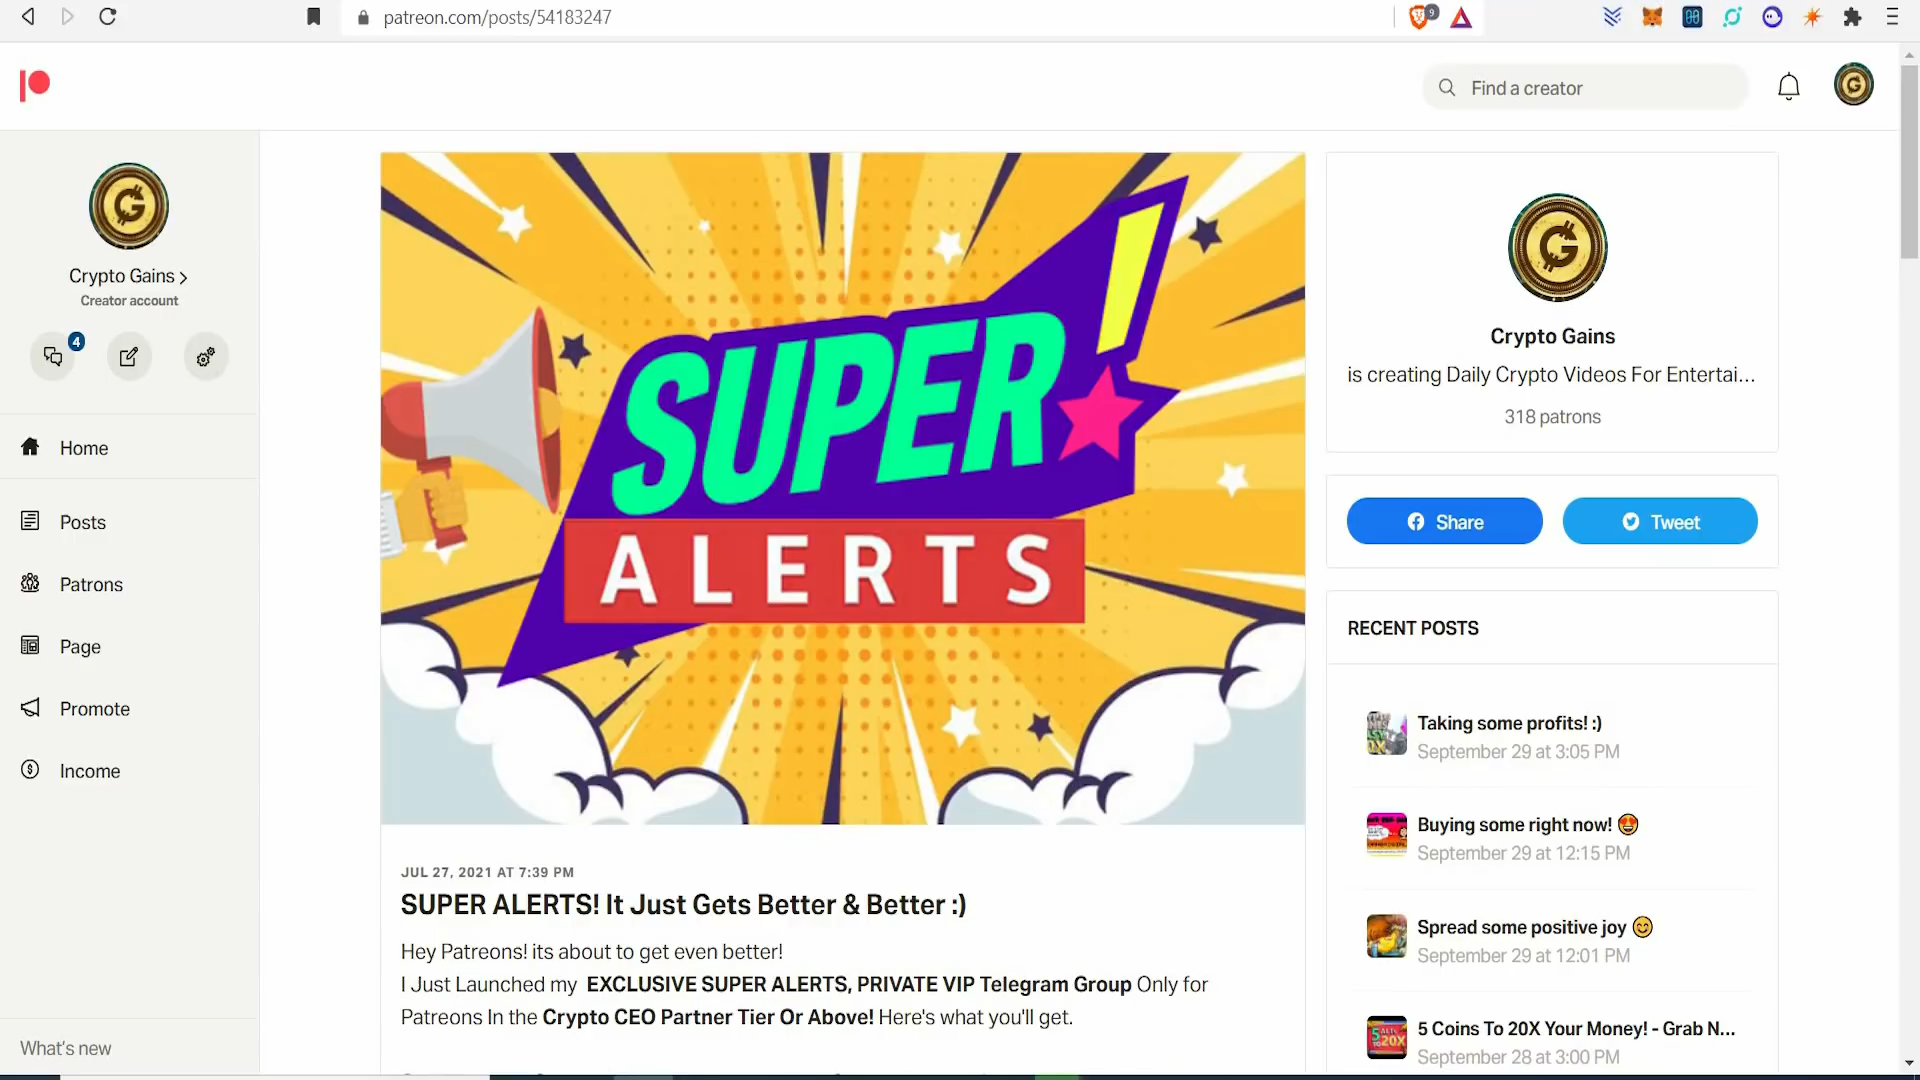 patreon.com/posts/54183247
9
Find a creator
Crypto Gains
Creator account
4
Home
Posts
Patrons
Page
Promote
Income
What's new
SUPER!
ALERTS
JUL 27, 2021 AT 7:39 PM
SUPER ALERTS! It Just Gets Better & Better :)
Hey Patreons! its about to get even better!
I Just Launched my EXCLUSIVE SUPER ALERTS, PRIVATE VIP Telegram Group Only for
Patreons In the Crypto CEO Partner Tier Or Above! Here's what you'll get.
Crypto Gains
is creating Daily Crypto Videos For Entertai...
318 patrons
Share
Tweet
RECENT POSTS
Taking some profits! :)
September 29 at 3:05 PM
Buying some right now! 😍
September 29 at 12:15 PM
Spread some positive joy 😊
September 29 at 12:01 PM
5 Coins To 20X Your Money! - Grab N...
September 28 at 3:00 PM